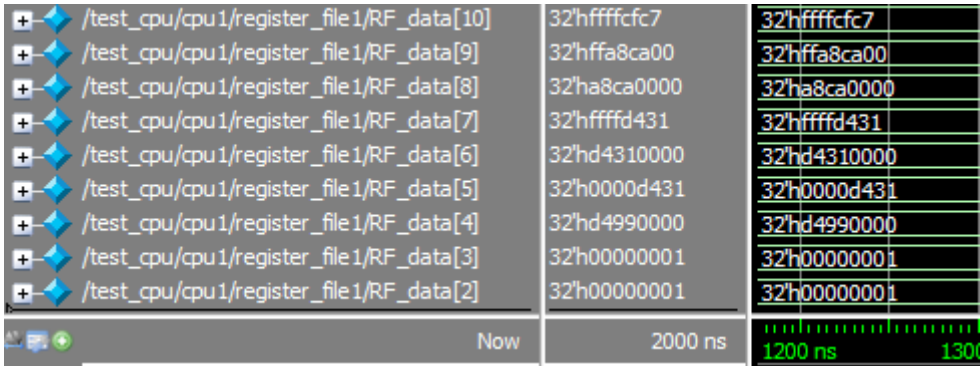 /test_cpu/cpu1/register_file1/RF_data[10] 32'hffffcfc7 32'hffffcfc7
/test_cpu/cpu1/register_file1/RF_data[9] 32'hffa8ca00 32'hffa8ca00
/test_cpu/cpu1/register_file1/RF_data[8] 32'ha8ca0000 32'ha8ca0000
/test_cpu/cpu1/register_file1/RF_data[7] 32'hffffd431 32'hffffd431
/test_cpu/cpu1/register_file1/RF_data[6] 32'hd4310000 32'hd4310000
/test_cpu/cpu1/register_file1/RF_data[5] 32'h0000d431 32'h0000d431
/test_cpu/cpu1/register_file1/RF_data[4] 32'hd4990000 32'hd4990000
/test_cpu/cpu1/register_file1/RF_data[3] 32'h00000001 32'h00000001
/test_cpu/cpu1/register_file1/RF_data[2] 32'h00000001 32'h00000001
Now 2000 ns 1200 ns